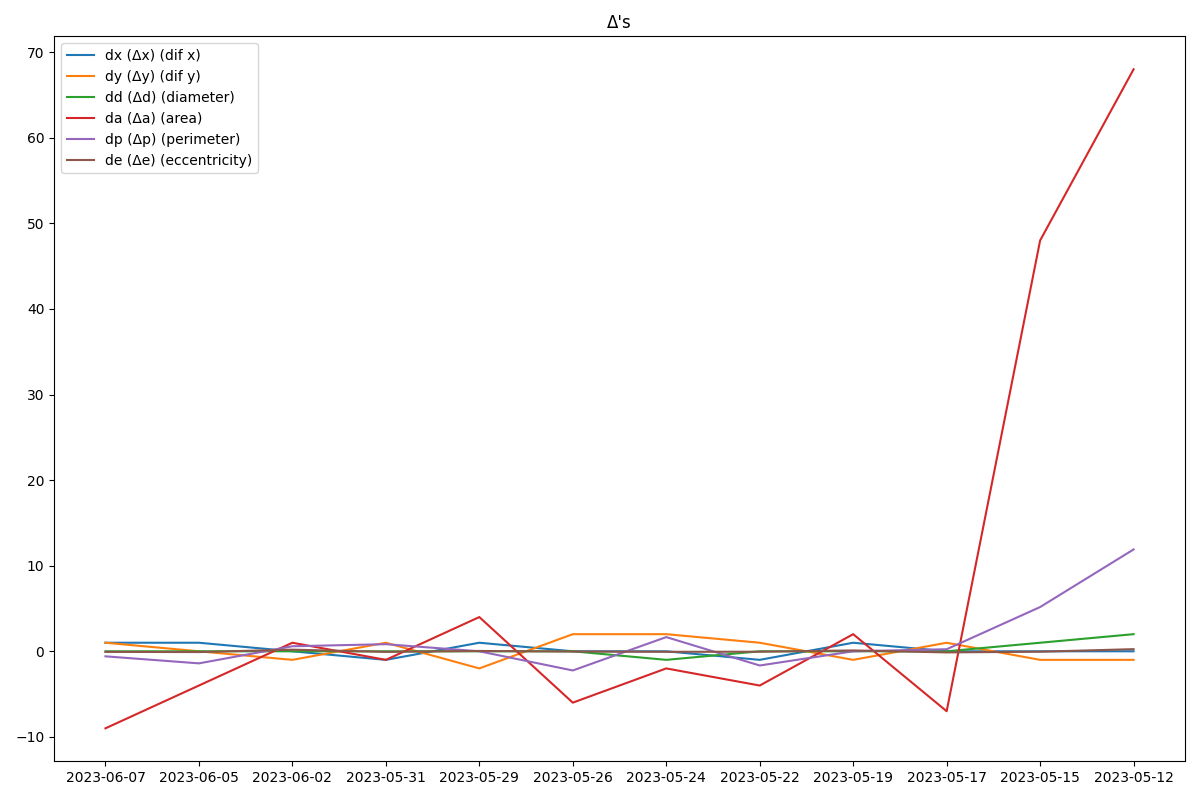 Δ's
dx (Δx) (dif x)
dy (Δy) (dif y)
dd (Δd) (diameter)
da (Δa) (area)
dp (Δp) (perimeter)
de (Δe) (eccentricity)
70
60
50
40
30
20
10
0
−10
2023-06-07 2023-06-05 2023-06-02 2023-05-31 2023-05-29 2023-05-26 2023-05-24 2023-05-22 2023-05-19 2023-05-17 2023-05-15 2023-05-12